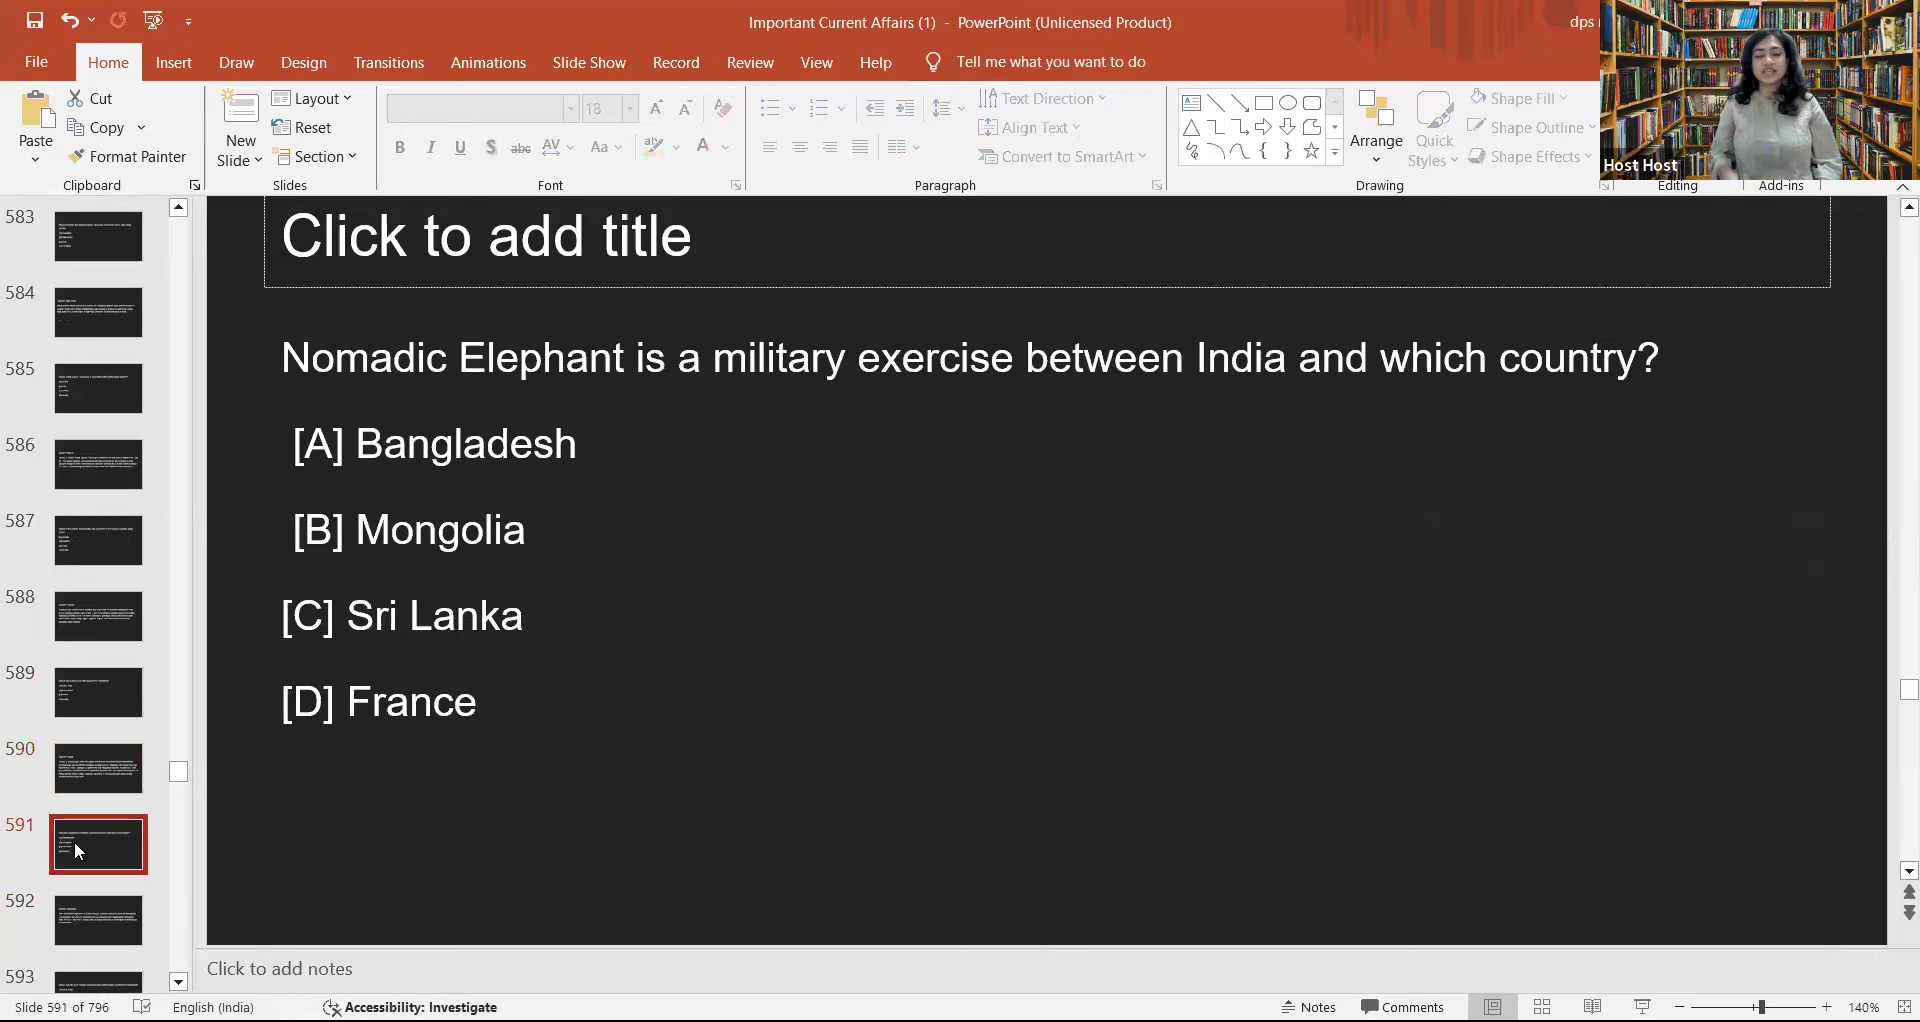 Important Current Affairs (1) - PowerPoint (Unlicensed Product)
dps
File Home Insert Draw Design Transitions Animations Slide Show Record Review View Help Tell me what you want to do
Paste
Cut
Copy
Format Painter
Clipboard
New Slide
Layout
Reset
Section
Slides
18
B I U S abc AV Aa A
Font
Text Direction
Align Text
Convert to SmartArt
Paragraph
Arrange
Quick Styles
Shape Fill
Shape Outline
Shape Effects
Drawing
Editing
Add-ins
Host Host
583
584
585
586
587
588
589
590
591
592
593
Click to add title
Nomadic Elephant is a military exercise between India and which country?
[A] Bangladesh
[B] Mongolia
[C] Sri Lanka
[D] France
Click to add notes
Slide 591 of 796 English (India) Accessibility: Investigate Notes Comments 140%